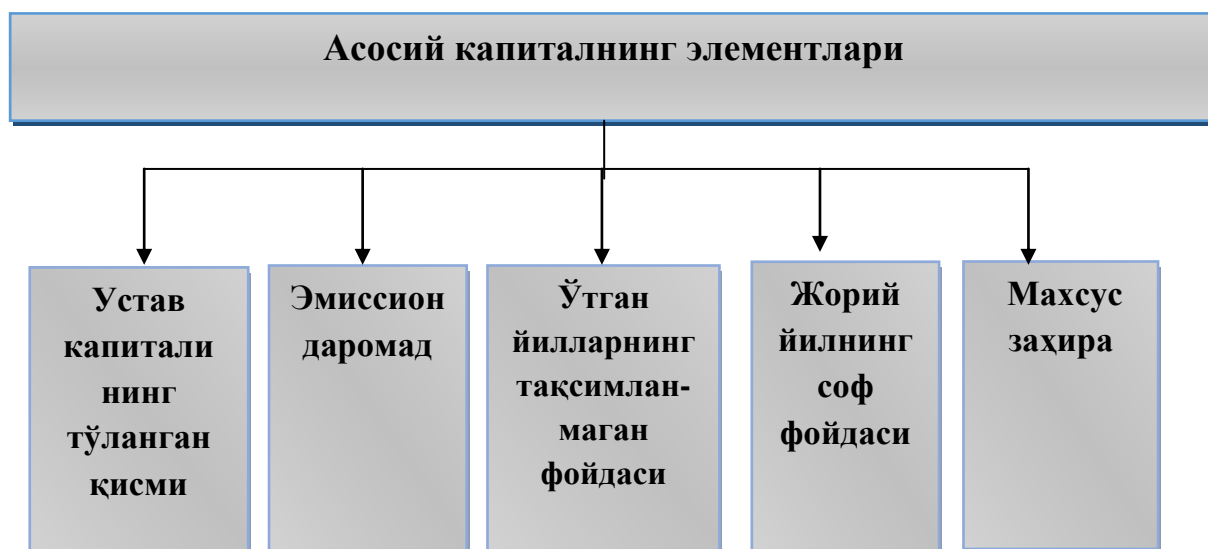 Асосий капиталнинг элементлари
Устав
капитали
нинг
тўланган
қисми
Эмиссион
даромад
Ўтган
йилларнинг
тақсимлан-
маган
фойдаси
Жорий
йилнинг
соф
фойдаси
Махсус
заҳира